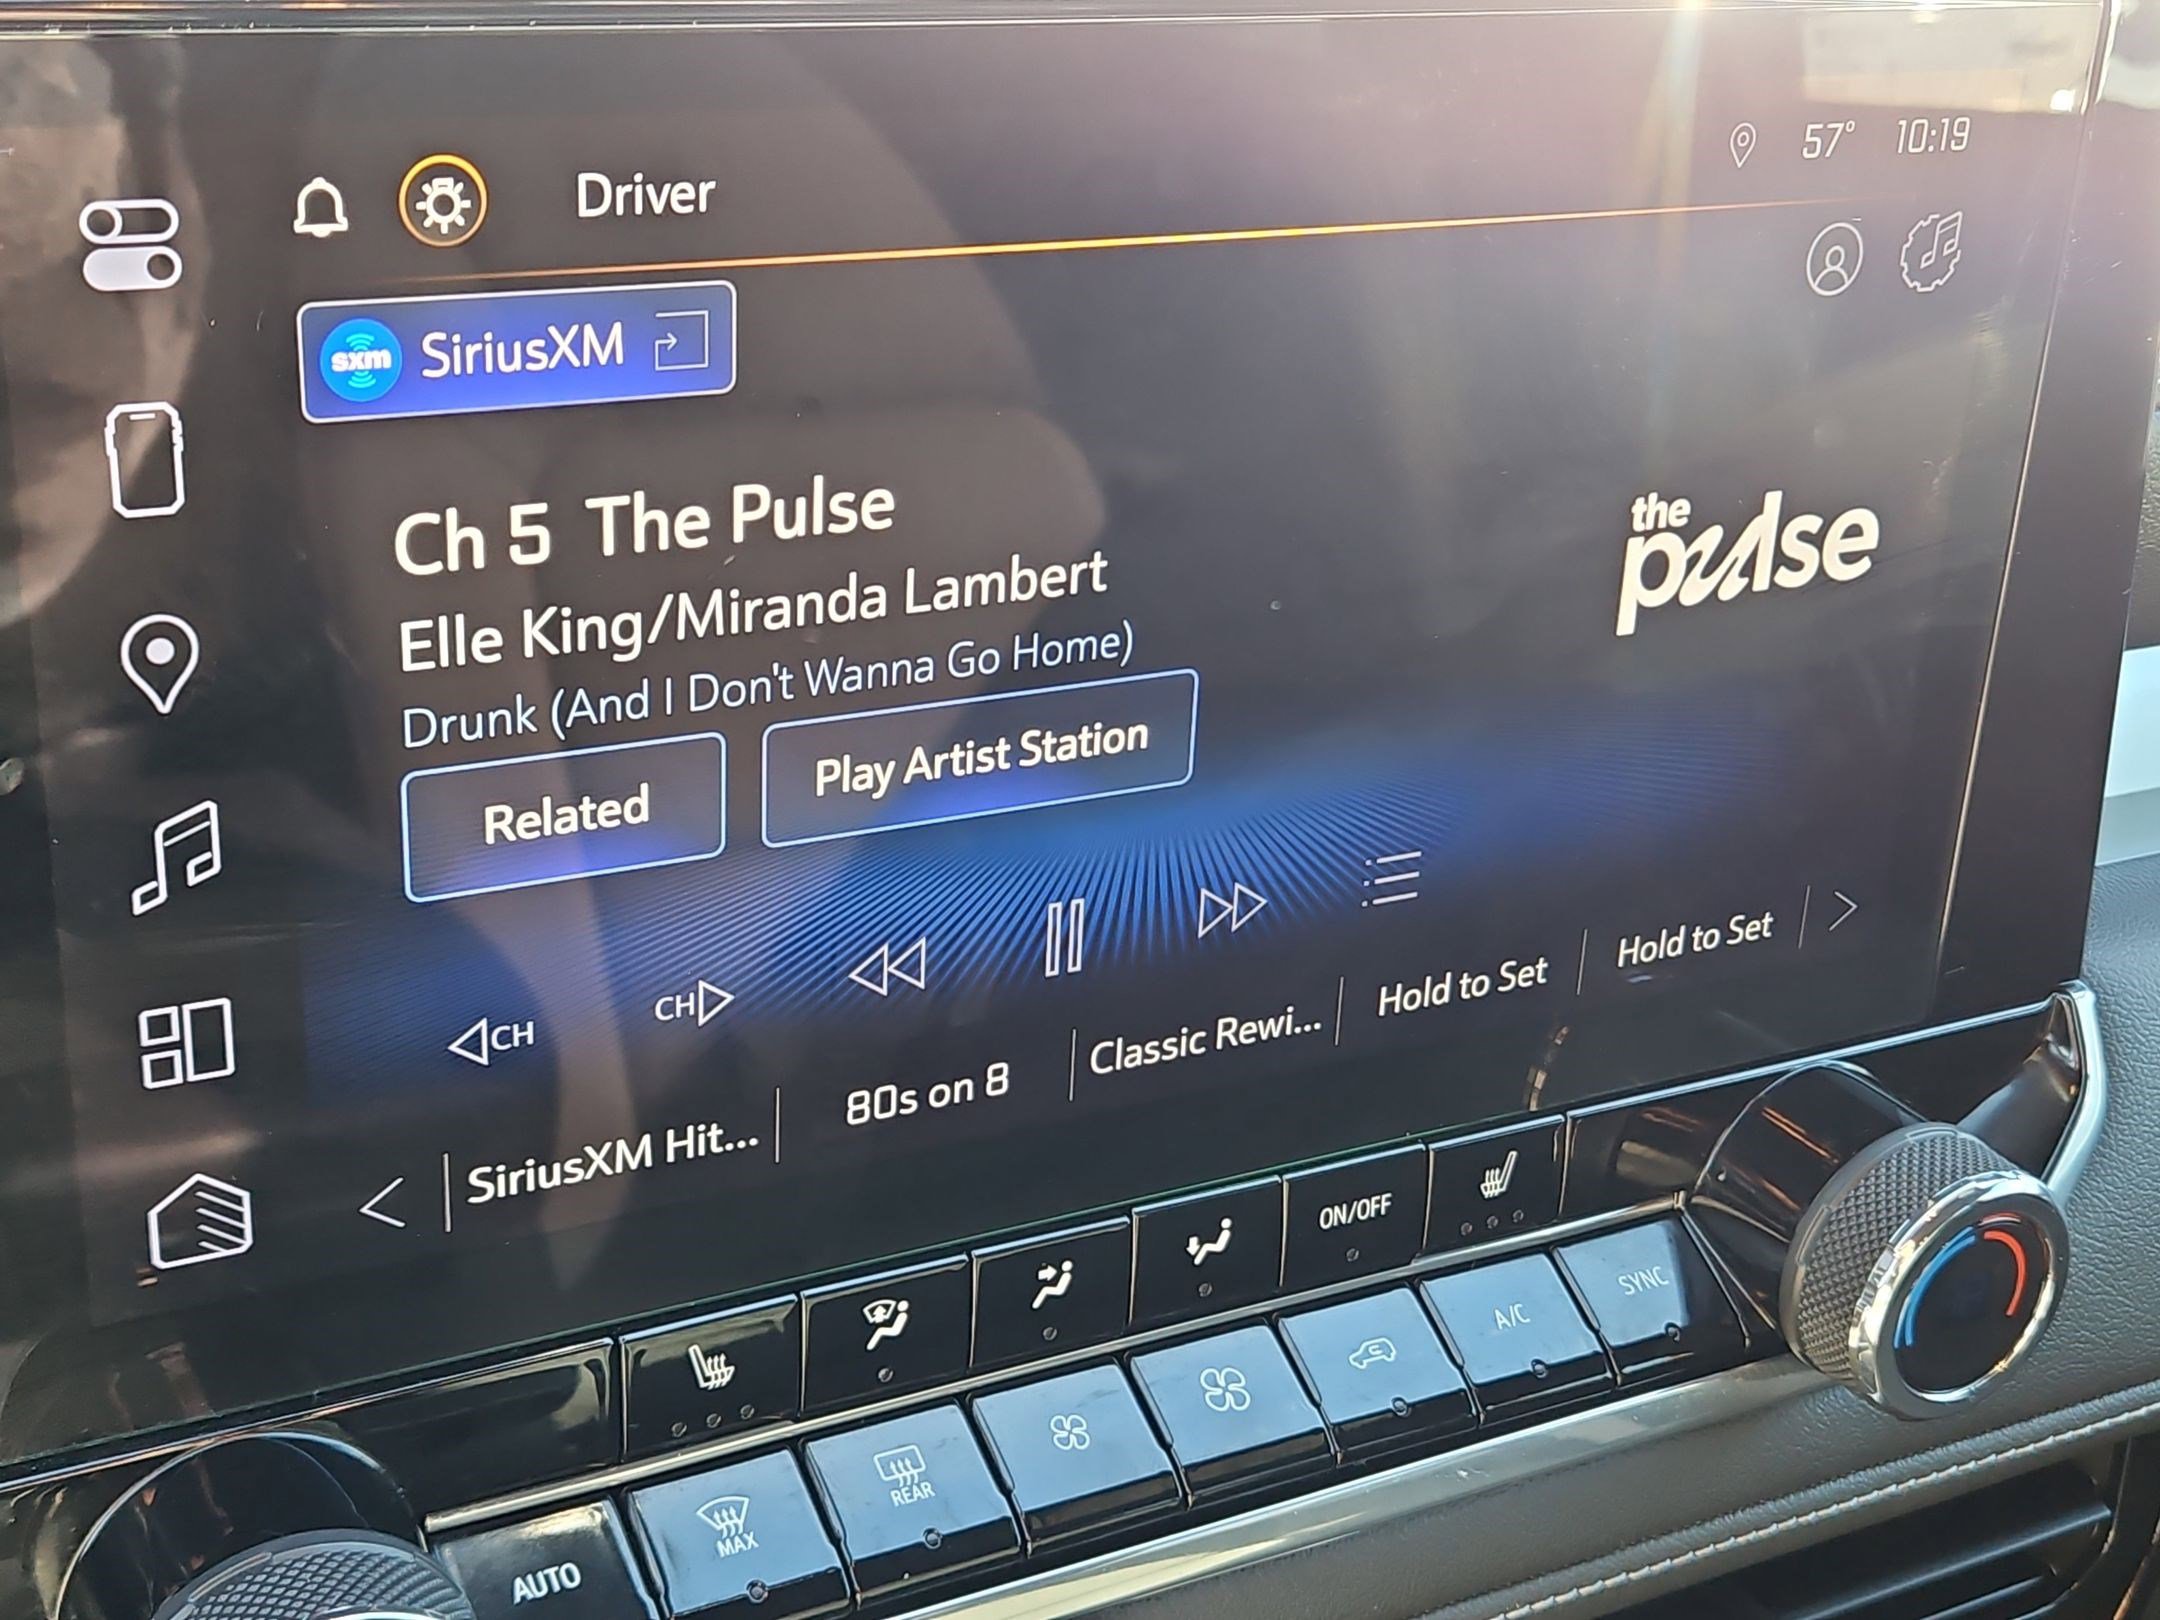 57° 10:19
Driver
sxm SiriusXM
Ch 5 The Pulse
the
pulse
Elle King/Miranda Lambert
Drunk (And I Don't Wanna Go Home)
Related
Play Artist Station
CH
CH
SiriusXM Hit...
80s on 8
Classic Rewi...
Hold to Set
Hold to Set
ON/OFF
AUTO
MAX
REAR
A/C
SYNC